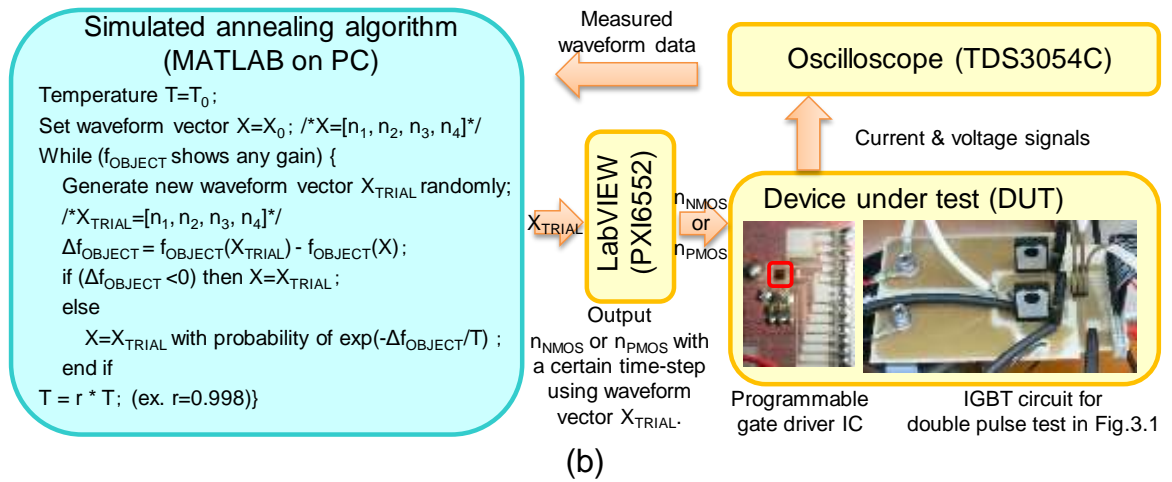 Simulated annealing algorithm
(MATLAB on PC)
Temperature T=T0;
Set waveform vector X=X0; /*X=[n1, n2, n3, n4]*/
While (fOBJECT shows any gain) {
Generate new waveform vector XTRIAL randomly;
/*XTRIAL=[n1, n2, n3, n4]*/
ΔfOBJECT= fOBJECT(XTRIAL) - fOBJECT(X);
if (ΔfOBJECT <0) then X=XTRIAL;
else
X=XTRIAL with probability of exp(-ΔfOBJECT/T) ;
end if
T = r * T; (ex. r=0.998)}
Measured
waveform data
Oscilloscope (TDS3054C)
Current & voltage signals
XTRIAL
LabVIEW
(PXI6552)
nNMOS
or
nPMOS
Output
nNMOS or nPMOS with
a certain time-step
using waveform
vector XTRIAL.
Device under test (DUT)
Programmable
gate driver IC
IGBT circuit for
double pulse test in Fig.3.1
(b)